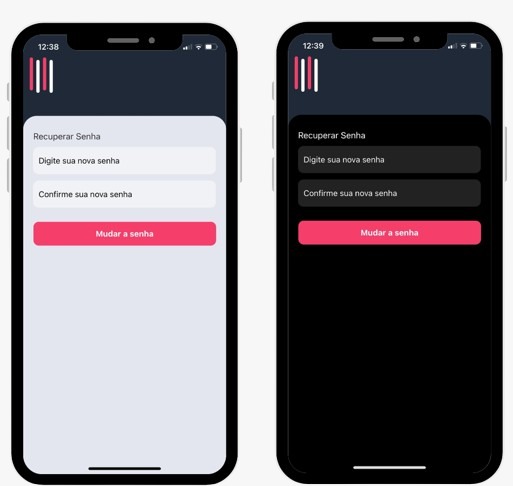 12:38
Recuperar Senha
Digite sua nova senha
Confirme sua nova senha
Mudar a senha
12:39
Recuperar Senha
Digite sua nova senha
Confirme sua nova senha
Mudar a senha